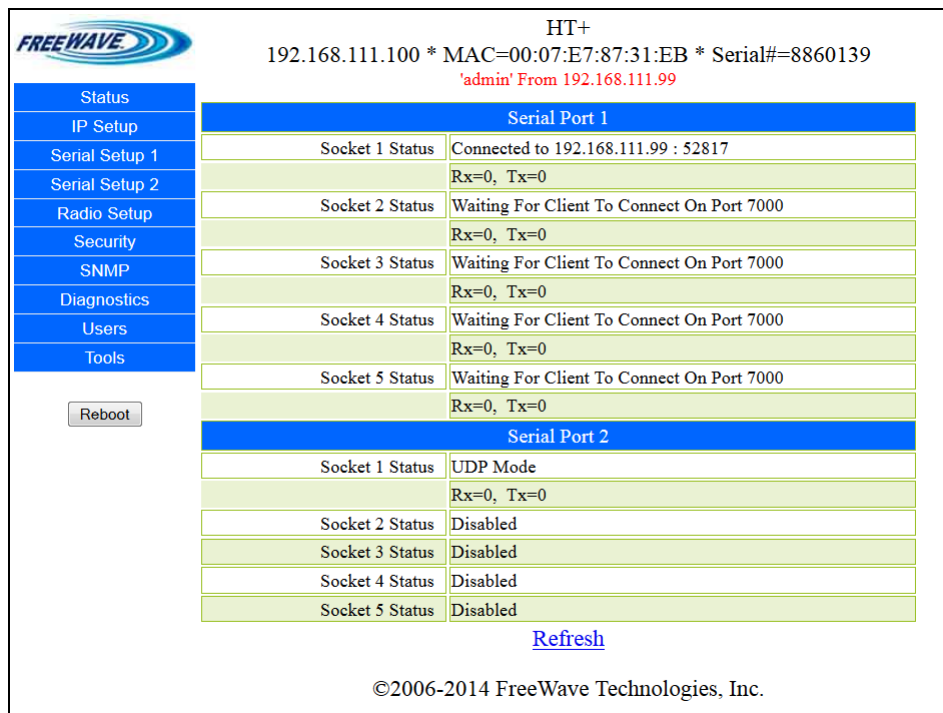 FREEWAVE
HT+
192.168.111.100 * MAC=00:07:E7:87:31:EB * Serial#=8860139
'admin' From 192.168.111.99
Status
IP Setup
Serial Setup 1
Serial Setup 2
Radio Setup
Security
SNMP
Diagnostics
Users
Tools
Reboot
Serial Port 1
Socket 1 Status Connected to 192.168.111.99 : 52817
Rx=0, Tx=0
Socket 2 Status Waiting For Client To Connect On Port 7000
Rx=0, Tx=0
Socket 3 Status Waiting For Client To Connect On Port 7000
Rx=0, Tx=0
Socket 4 Status Waiting For Client To Connect On Port 7000
Rx=0, Tx=0
Socket 5 Status Waiting For Client To Connect On Port 7000
Rx=0, Tx=0
Serial Port 2
Socket 1 Status UDP Mode
Rx=0, Tx=0
Socket 2 Status Disabled
Socket 3 Status Disabled
Socket 4 Status Disabled
Socket 5 Status Disabled
Refresh
©2006-2014 FreeWave Technologies, Inc.